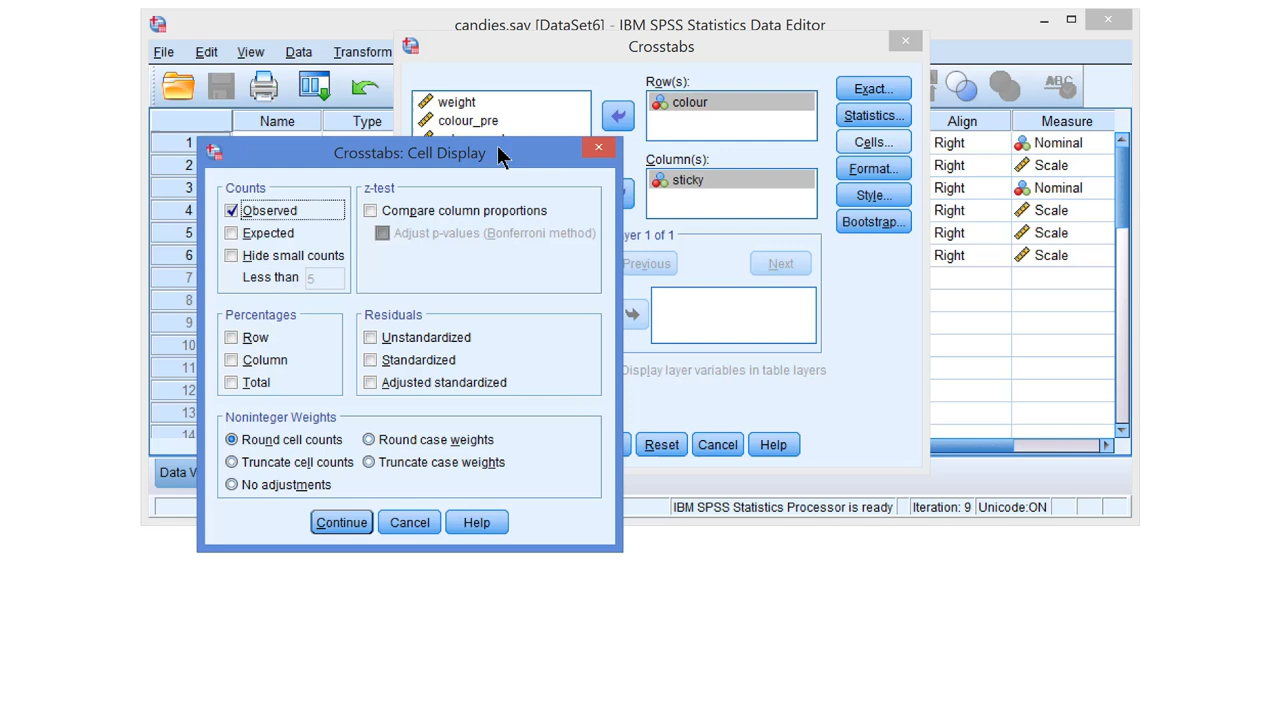 candies.sav [DataSet6] - IBM SPSS Statistics Data Editor
File Edit View Data Transform
Crosstabs
Name Type Align Measure
1 Right Nominal
2 Right Scale
3 Right Nominal
4 Right Scale
5 Right Scale
6 Right Scale
7
8
9
10
11
12
13
14
weight
colour_pre
Row(s):
colour
Column(s):
sticky
Exact...
Statistics...
Cells...
Format...
Style...
Bootstrap...
ABC
yer 1 of 1
Previous Next
Display layer variables in table layers
Reset Cancel Help
Crosstabs: Cell Display
Counts
Observed
Expected
Hide small counts
Less than 5
z-test
Compare column proportions
Adjust p-values (Bonferroni method)
Percentages
Row
Column
Total
Residuals
Unstandardized
Standardized
Adjusted standardized
Noninteger Weights
Round cell counts Round case weights
Truncate cell counts Truncate case weights
No adjustments
Continue Cancel Help
Data V
IBM SPSS Statistics Processor is ready Iteration: 9 Unicode:ON